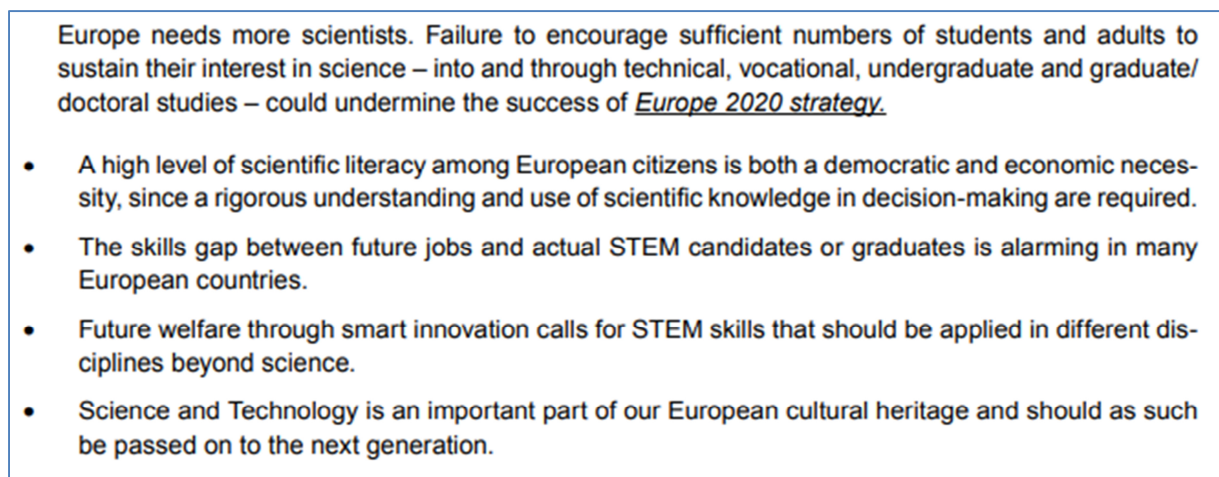 Europe needs more scientists. Failure to encourage sufficient numbers of students and adults to
sustain their interest in science – into and through technical, vocational, undergraduate and graduate/
doctoral studies – could undermine the success of Europe 2020 strategy.
• A high level of scientific literacy among European citizens is both a democratic and economic neces-
sity, since a rigorous understanding and use of scientific knowledge in decision-making are required.
• The skills gap between future jobs and actual STEM candidates or graduates is alarming in many
European countries.
• Future welfare through smart innovation calls for STEM skills that should be applied in different dis-
ciplines beyond science.
• Science and Technology is an important part of our European cultural heritage and should as such
be passed on to the next generation.